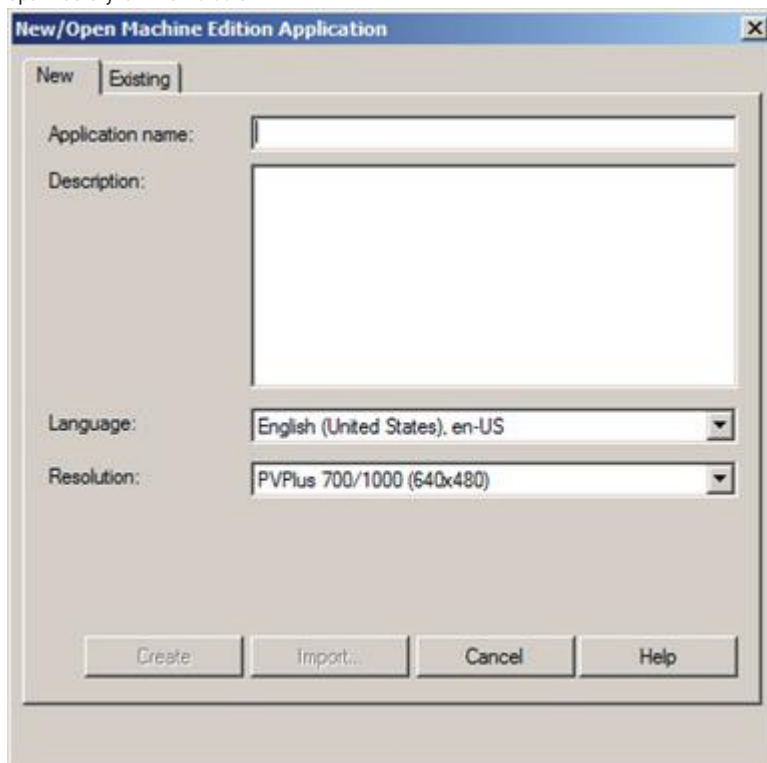 New/Open Machine Edition Application
New Existing
Application name:
Description:
Language: English (United States), en-US
Resolution: PVPlus 700/1000 (640x480)
Create Import... Cancel Help